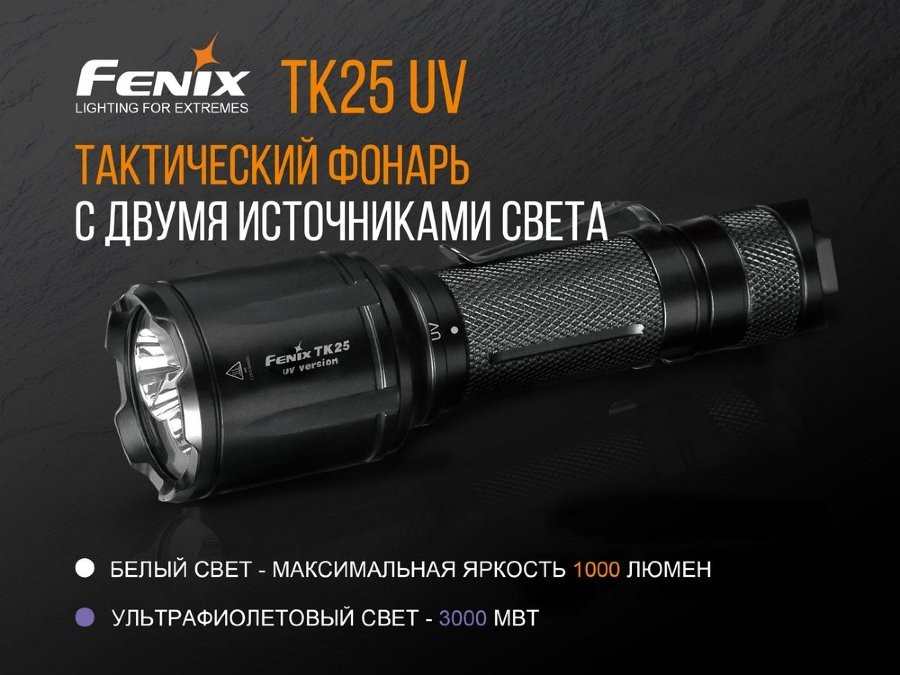 FENIX
LIGHTING FOR EXTREMES
TK25 UV
ТАКТИЧЕСКИЙ ФОНАРЬ
С ДВУМЯ ИСТОЧНИКАМИ СВЕТА
UV
FENIX TK25
UV version
БЕЛЫЙ СВЕТ - МАКСИМАЛЬНАЯ ЯРКОСТЬ 1000 ЛЮМЕН
УЛЬТРАФИОЛЕТОВЫЙ СВЕТ - 3000 МВТ